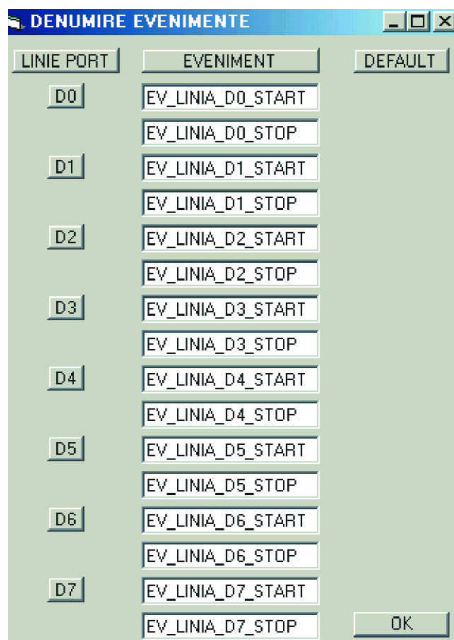 DENUMIRE EVENIMENTE
LINIE PORT EVENIMENT DEFAULT
D0 EV_LINIA_D0_START
EV_LINIA_D0_STOP
D1 EV_LINIA_D1_START
EV_LINIA_D1_STOP
D2 EV_LINIA_D2_START
EV_LINIA_D2_STOP
D3 EV_LINIA_D3_START
EV_LINIA_D3_STOP
D4 EV_LINIA_D4_START
EV_LINIA_D4_STOP
D5 EV_LINIA_D5_START
EV_LINIA_D5_STOP
D6 EV_LINIA_D6_START
EV_LINIA_D6_STOP
D7 EV_LINIA_D7_START
EV_LINIA_D7_STOP OK